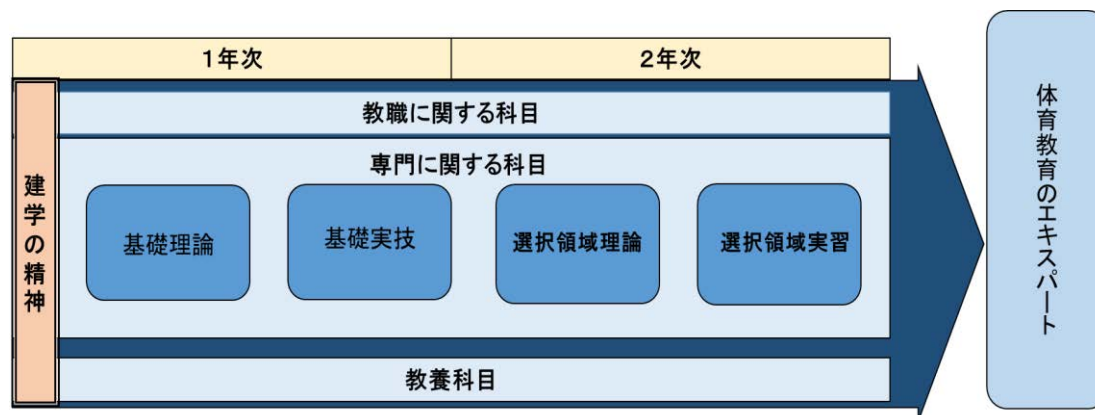 1年次
2年次
建学の精神
教職に関する科目
専門に関する科目
基礎理論
基礎実技
選択領域理論
選択領域実習
教養科目
体育教育のエキスパート